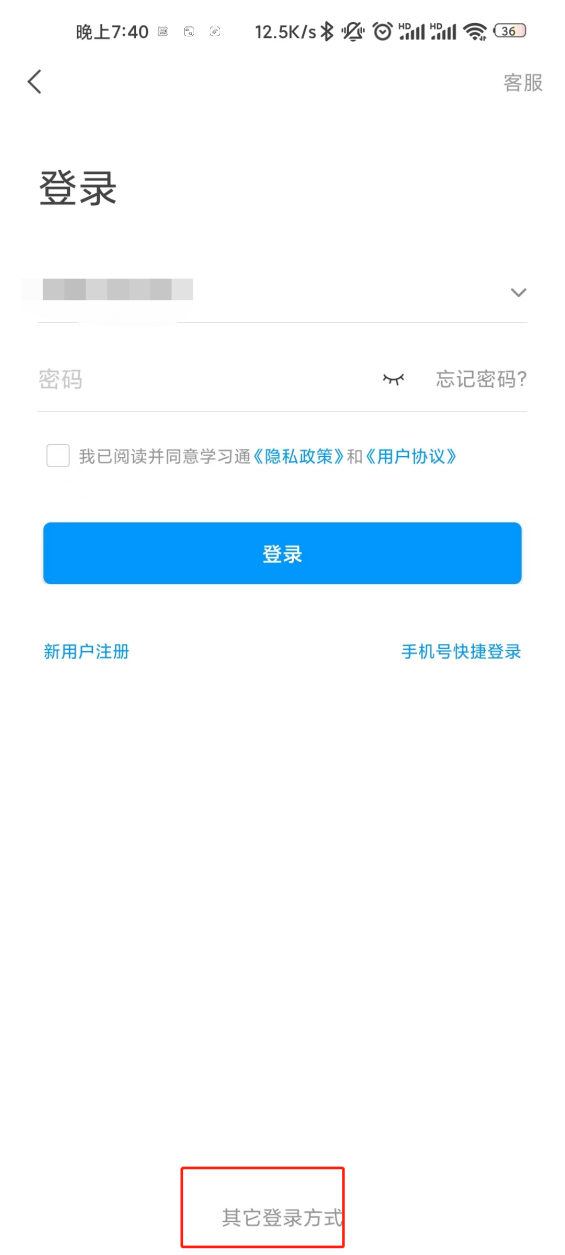 晚上7:40 12.5K/s HD HD 36
客服
登录
密码 忘记密码?
我已阅读并同意学习通《隐私政策》和《用户协议》
登录
新用户注册 手机号快捷登录
其它登录方式